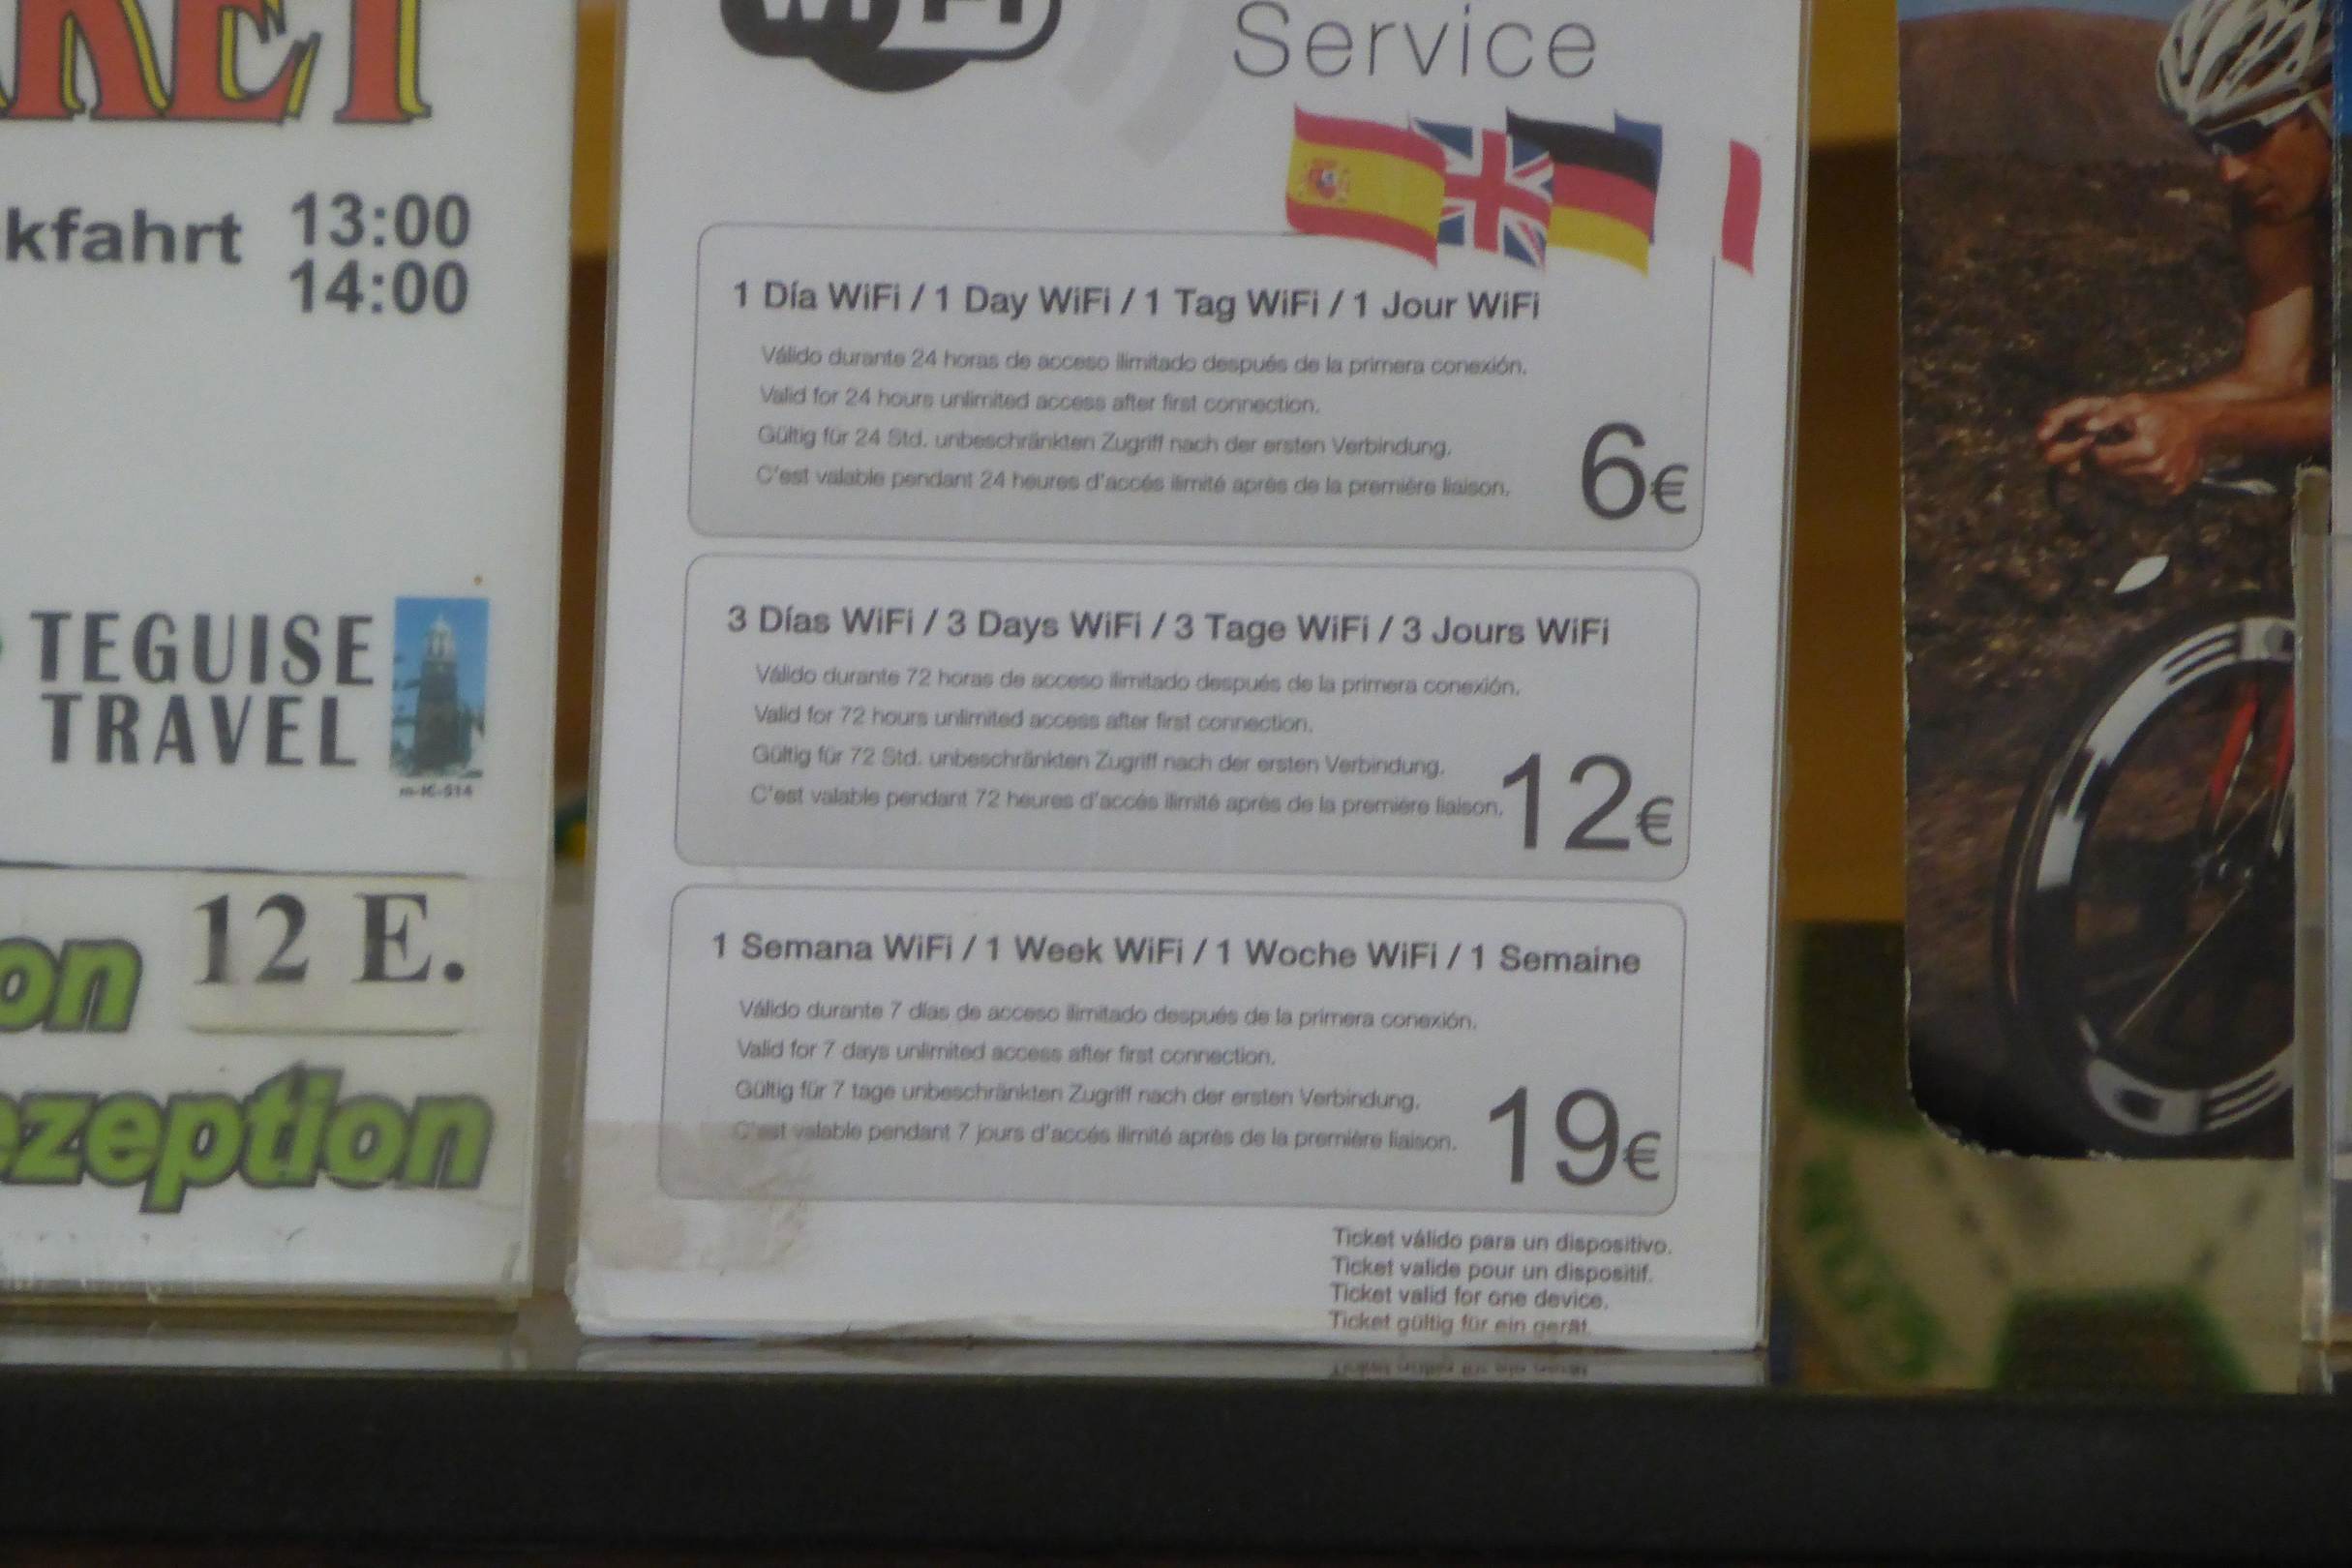 KET
kfahrt 13:00
14:00
TEGUISE
TRAVEL
on 12 E.
ezeption
WiFi
Service
1 Día WiFi / 1 Day WiFi / 1 Tag WiFi / 1 Jour WiFi
Válido durante 24 horas de acceso ilimitado después de la primera conexión.
Valid for 24 hours unlimited access after first connection.
Gültig für 24 Std. unbeschränkten Zugriff nach der ersten Verbindung.
C'est valable pendant 24 heures d'accés ilimité après de la première liaison.
6€
3 Días WiFi / 3 Days WiFi / 3 Tage WiFi / 3 Jours WiFi
Válido durante 72 horas de acceso ilimitado después de la primera conexión.
Valid for 72 hours unlimited access after first connection.
Gültig für 72 Std. unbeschränkten Zugriff nach der ersten Verbindung.
C'est valable pendant 72 heures d'accés ilimité après de la première liaison.
12€
1 Semana WiFi / 1 Week WiFi / 1 Woche WiFi / 1 Semaine
Válido durante 7 días de acceso ilimitado después de la primera conexión.
Valid for 7 days unlimited access after first connection.
Gültig für 7 tage unbeschränkten Zugriff nach der ersten Verbindung.
C'est valable pendant 7 jours d'accés ilimité après de la première liaison.
19€
Ticket válido para un dispositivo.
Ticket valide pour un dispositif.
Ticket valid for one device.
Ticket gültig für ein gerät